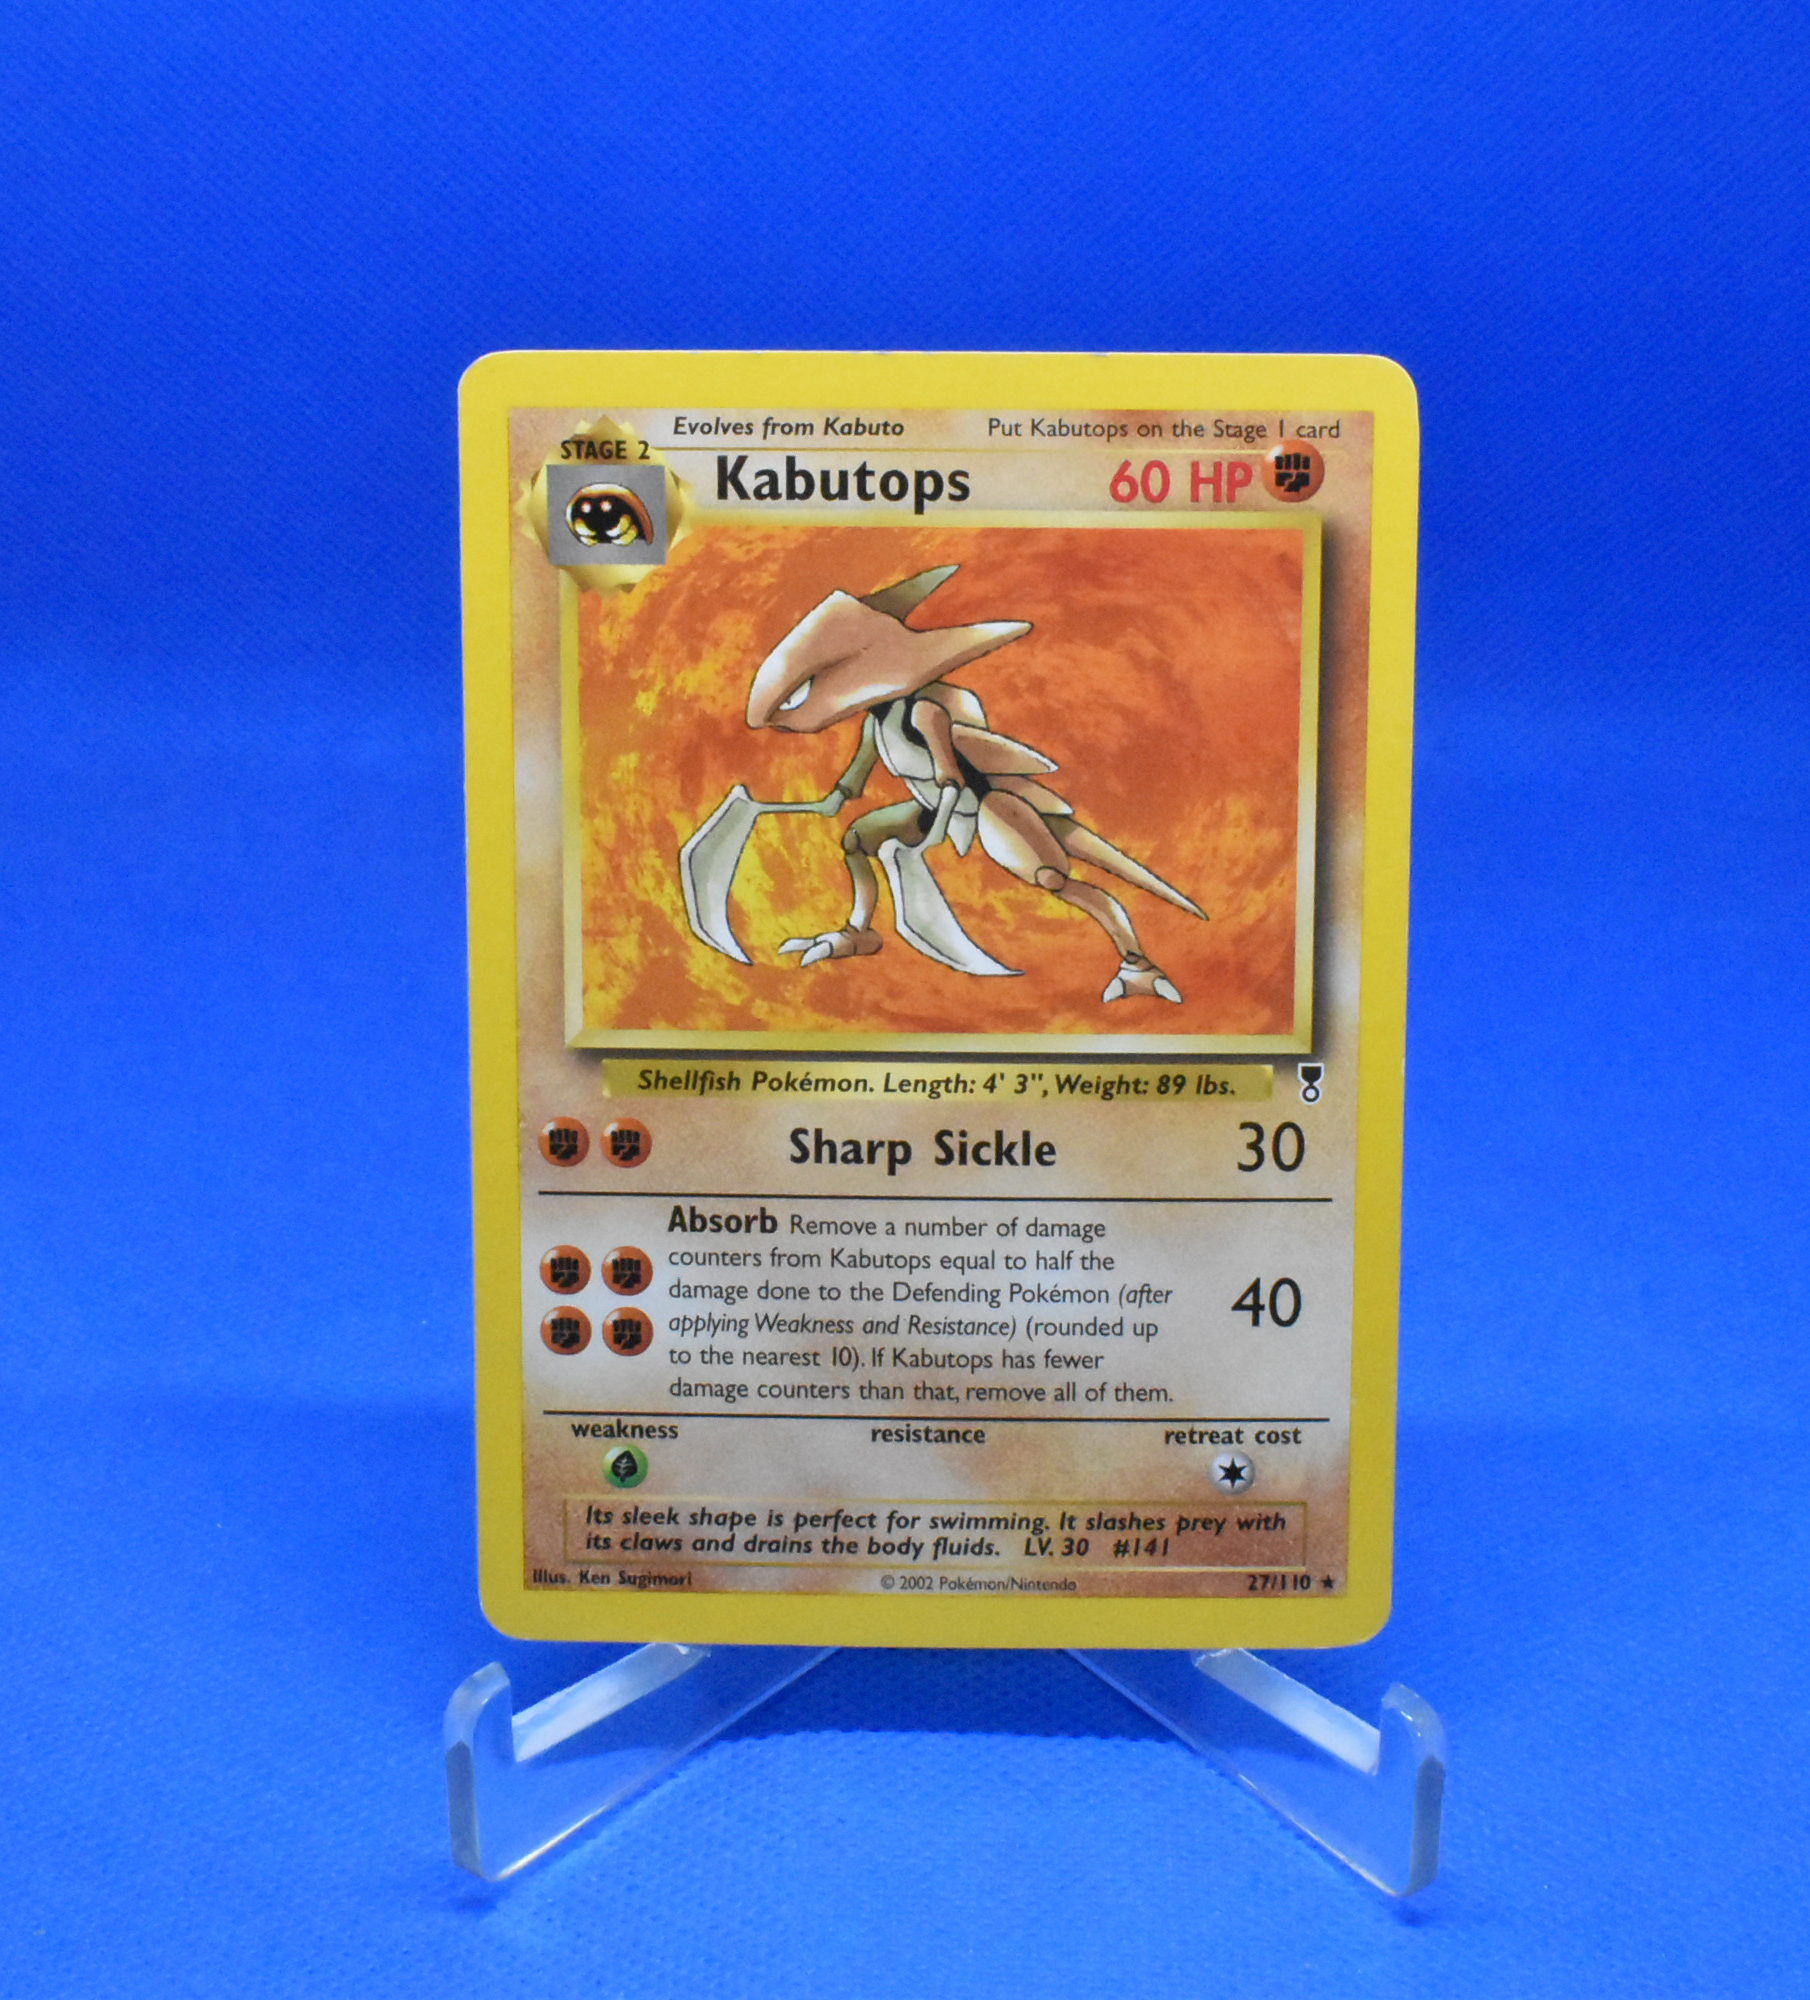 Evolves from Kabuto Put Kabutops on the Stage 1 card
STAGE 2
Kabutops 60 HP
Shellfish Pokémon. Length: 4' 3", Weight: 89 lbs.
Sharp Sickle 30
Absorb Remove a number of damage
counters from Kabutops equal to half the
damage done to the Defending Pokémon (after
applying Weakness and Resistance) (rounded up
to the nearest 10). If Kabutops has fewer
damage counters than that, remove all of them.
40
weakness resistance retreat cost
Its sleek shape is perfect for swimming. It slashes prey with
its claws and drains the body fluids. LV. 30 #141
Illus. Ken Sugimori © 2002 Pokémon/Nintendo 27/110 ★